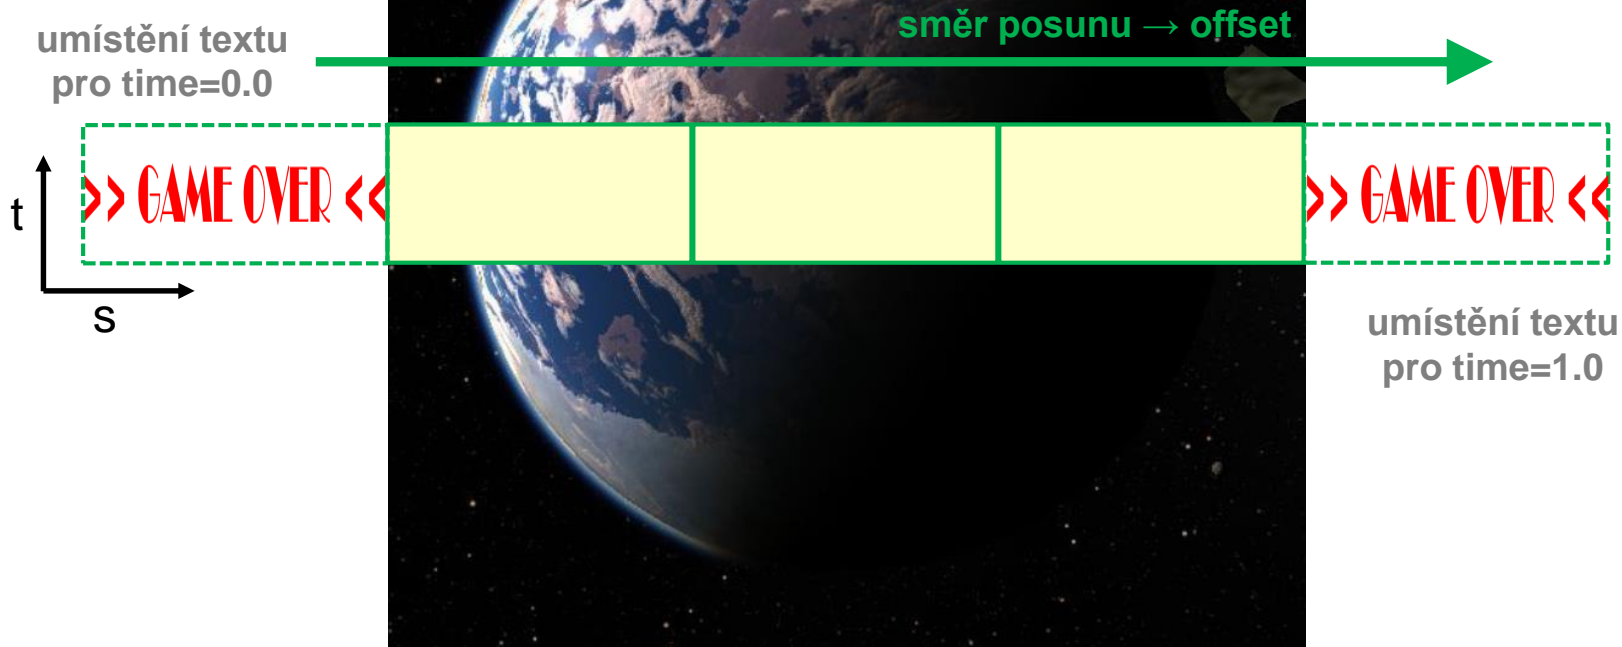 směr posunu → offset
umístění textu
pro time=0.0
>> GAME OVER <<
>> GAME OVER <<
t
s
umístění textu
pro time=1.0